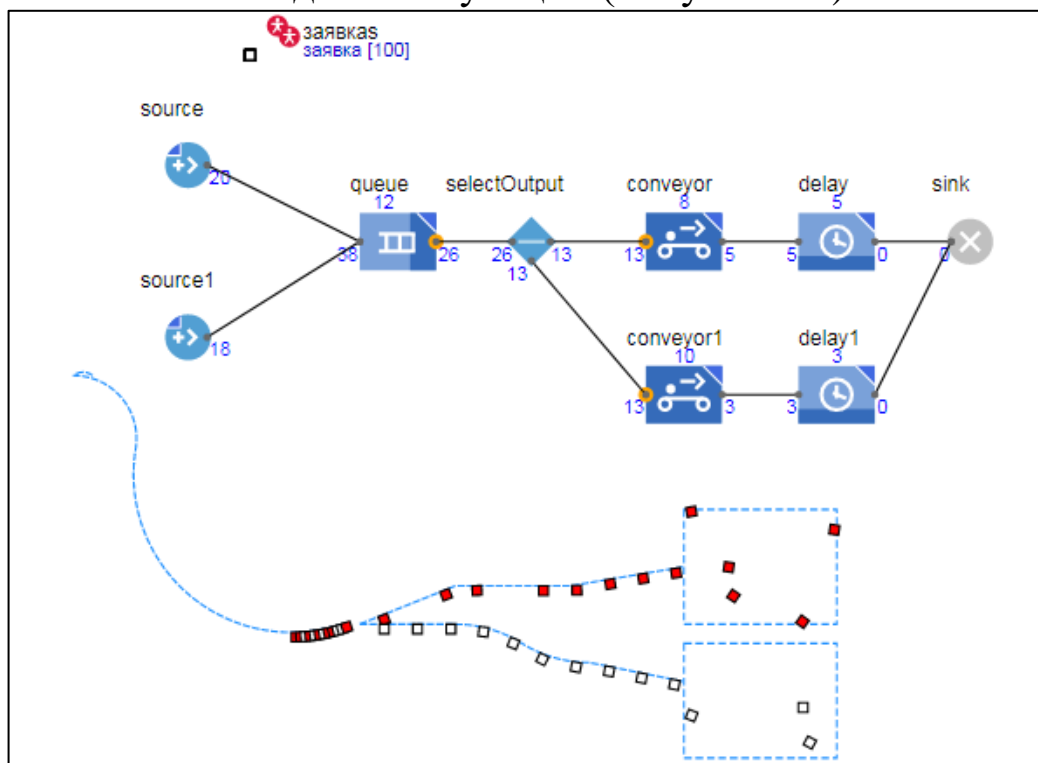 заявкаs
заявка [100]
source
20
queue
selectOutput
conveyor
delay
sink
12
8
5
38
26
26
13
13
5
5
0
0
13
source1
18
conveyor1
delay1
10
3
13
3
3
0